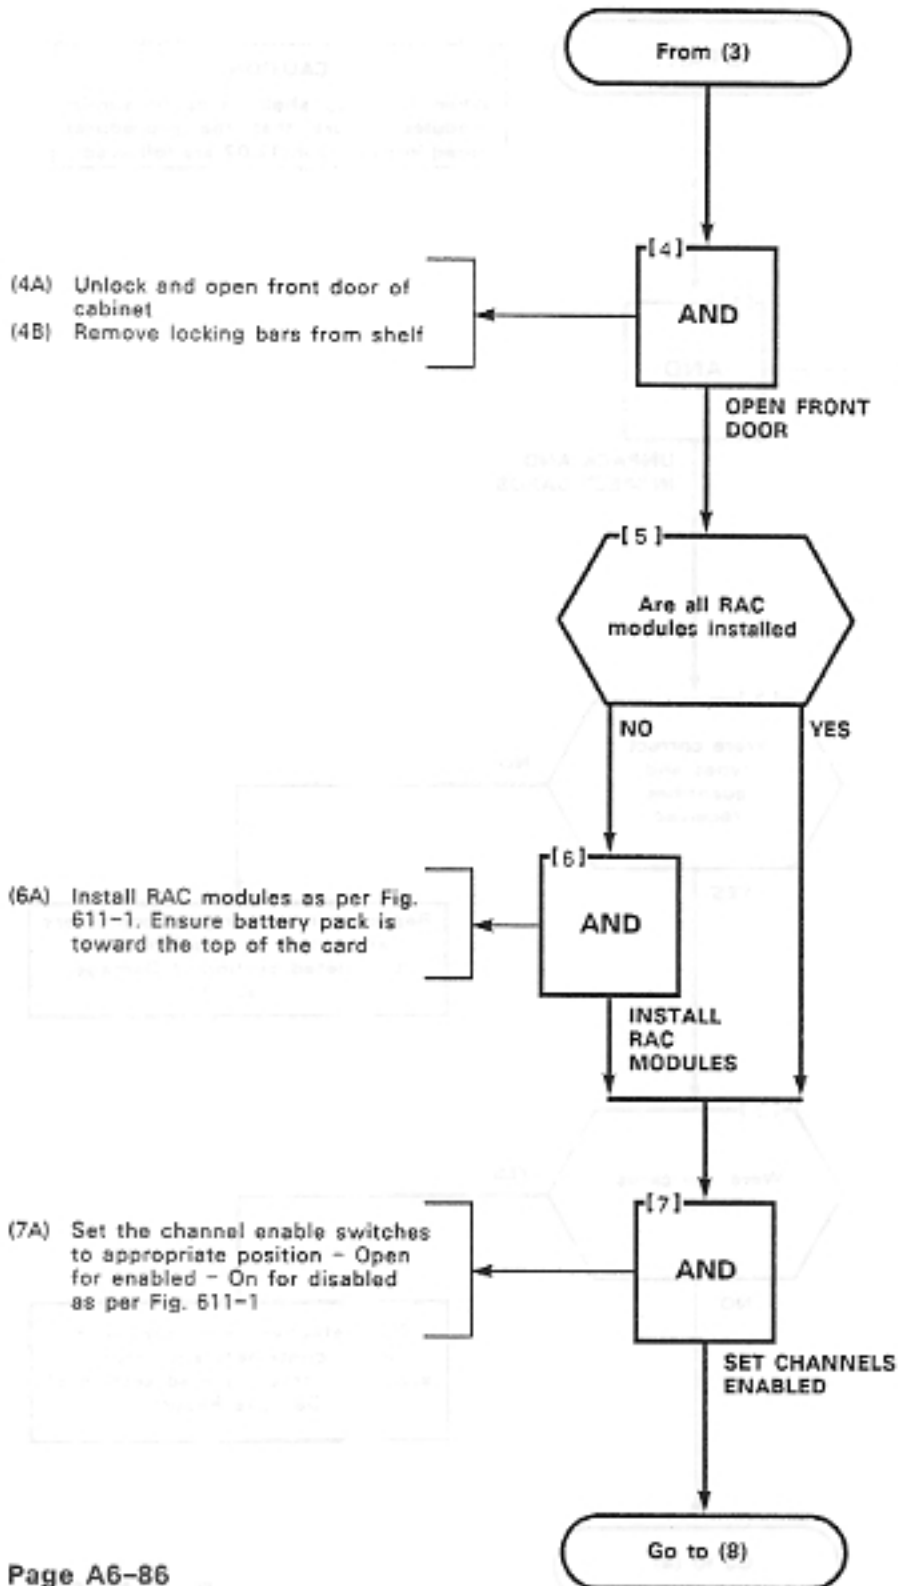 From (3)
[4]
(4A) Unlock and open front door of
cabinet
(4B) Remove locking bars from shelf
AND
OPEN FRONT
DOOR
[5]
Are all RAC
modules installed
NO
YES
[6]
(6A) Install RAC modules as per Fig.
611-1. Ensure battery pack is
toward the top of the card
AND
INSTALL
RAC
MODULES
[7]
(7A) Set the channel enable switches
to appropriate position - Open
for enabled - On for disabled
as per Fig. 611-1
AND
SET CHANNELS
ENABLED
Go to (8)
Page A6-86